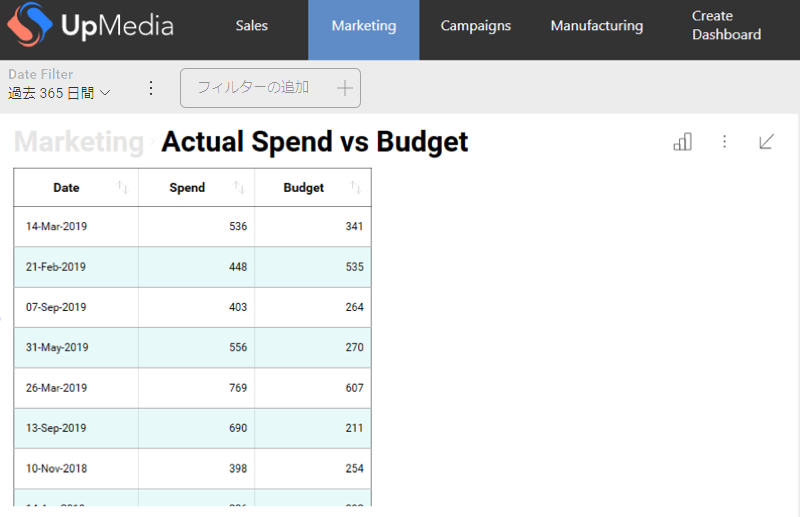 UpMedia
Sales
Marketing
Campaigns
Manufacturing
Create
Dashboard
Date Filter
過去 365 日間
フィルターの追加
Marketing Actual Spend vs Budget
Date Spend Budget
14-Mar-2019 536 341
21-Feb-2019 448 535
07-Sep-2019 403 264
31-May-2019 556 270
26-Mar-2019 769 607
13-Sep-2019 690 211
10-Nov-2018 398 254